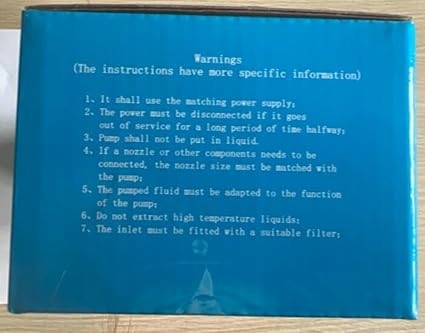 Warnings
(The instructions have more specific information)
1、It shall use the matching power supply;
2、The power must be disconnected if it goes
out of service for a long period of time halfway;
3、Pump shall not be put in liquid.
4、If a nozzle or other components needs to be
connected, the nozzle size must be matched with
the pump;
5、The pumped fluid must be adapted to the function
of the pump;
6、Do not extract high temperature liquids;
7、The inlet must be fitted with a suitable filter;